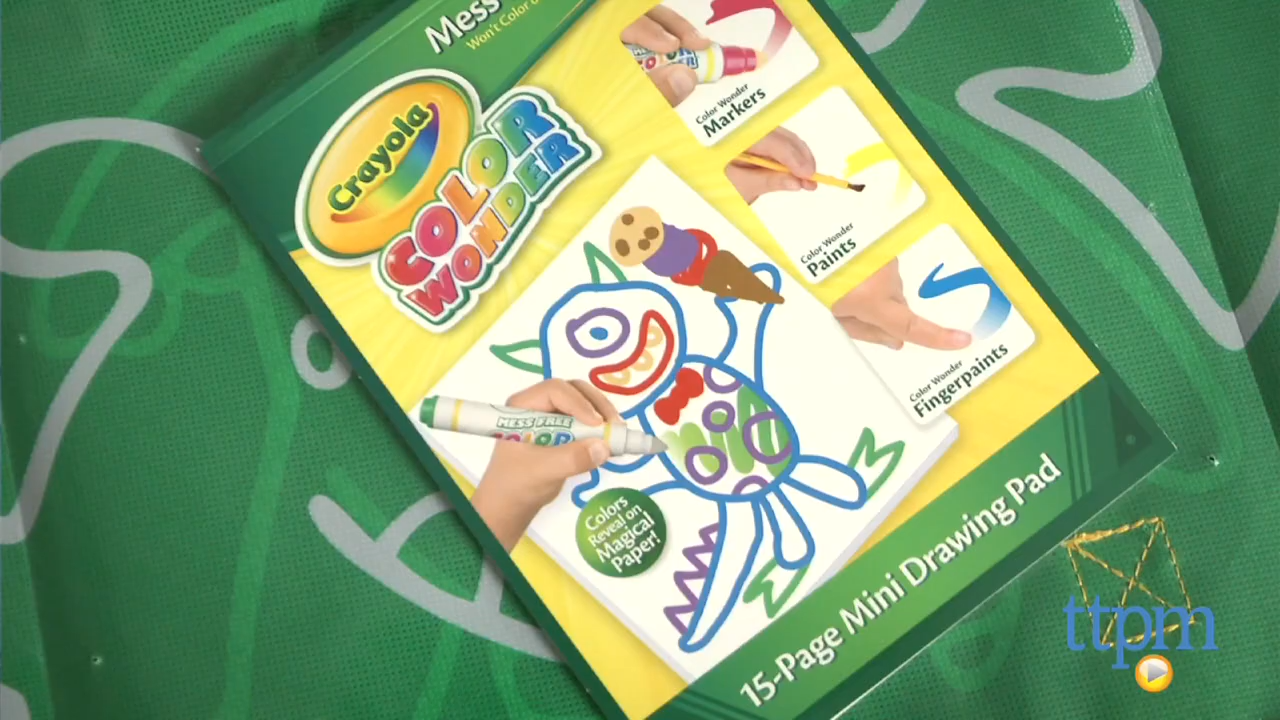 Mess
Won't Color o
Crayola
COLOR
WONDER
Color Wonder
Markers
Color Wonder
Paints
Color Wonder
Fingerpaints
MESS FREE
COLOR
Colors
Reveal on
Magical
Paper!
15-Page Mini Drawing Pad
ttpm